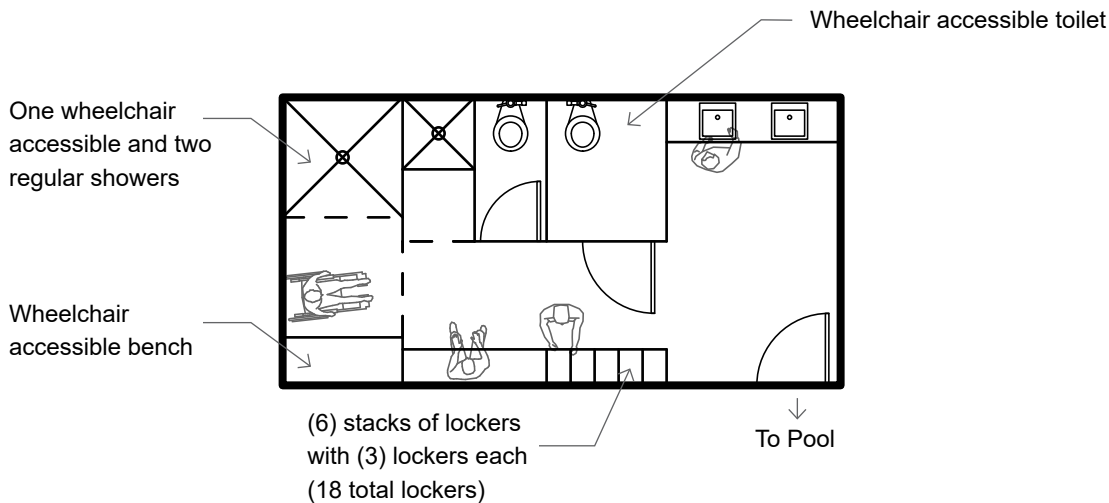 Wheelchair accessible toilet
One wheelchair
accessible and two
regular showers
Wheelchair
accessible bench
(6) stacks of lockers
with (3) lockers each
(18 total lockers)
To Pool